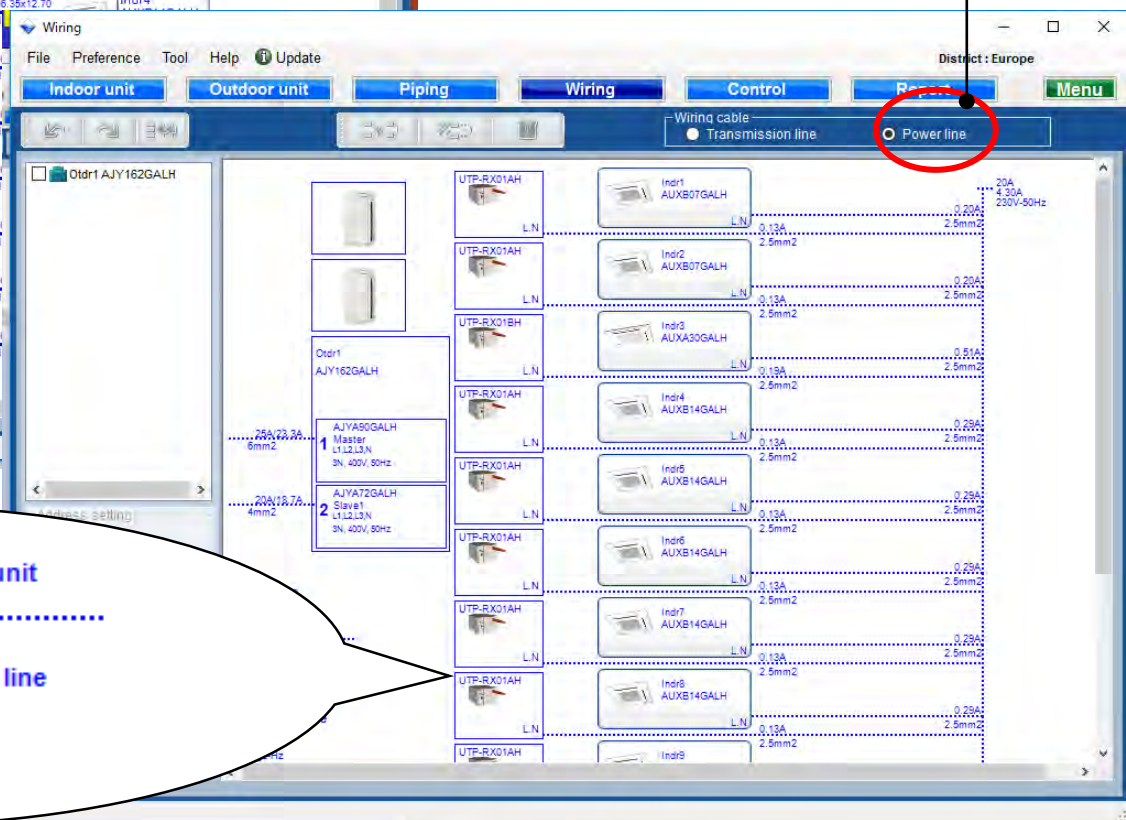 6.35x12.70
Indr4
Wiring
File Preference Tool Help Update
District : Europe
Indoor unit Outdoor unit Piping Wiring Control Report Menu
Wiring cable
Transmission line Power line
Otdr1 AJY162GALH
Address setting
UTP-RX01AH
L.N
Indr1
AUXB07GALH
L.N
0.20A
2.5mm2
0.13A
2.5mm2
20A
4.30A
230V-50Hz
UTP-RX01AH
L.N
Indr2
AUXB07GALH
L.N
0.20A
2.5mm2
0.13A
2.5mm2
UTP-RX01BH
L.N
Indr3
AUXA30GALH
L.N
0.51A
2.5mm2
0.19A
2.5mm2
Otdr1
AJY162GALH
UTP-RX01AH
L.N
Indr4
AUXB14GALH
L.N
0.29A
2.5mm2
0.13A
2.5mm2
25A/23.3A
6mm2
1
AJYA90GALH
Master
L1,L2,L3,N
3N, 400V, 50Hz
UTP-RX01AH
L.N
Indr5
AUXB14GALH
L.N
0.29A
2.5mm2
0.13A
2.5mm2
20A/18.7A
4mm2
2
AJYA72GALH
Slave1
L1,L2,L3,N
3N, 400V, 50Hz
UTP-RX01AH
L.N
Indr6
AUXB14GALH
L.N
0.29A
2.5mm2
0.13A
2.5mm2
UTP-RX01AH
L.N
Indr7
AUXB14GALH
L.N
0.29A
2.5mm2
0.13A
2.5mm2
UTP-RX01AH
L.N
Indr8
AUXB14GALH
L.N
0.29A
2.5mm2
0.13A
2.5mm2
UTP-RX01AH
Indr9
unit
line
Hz